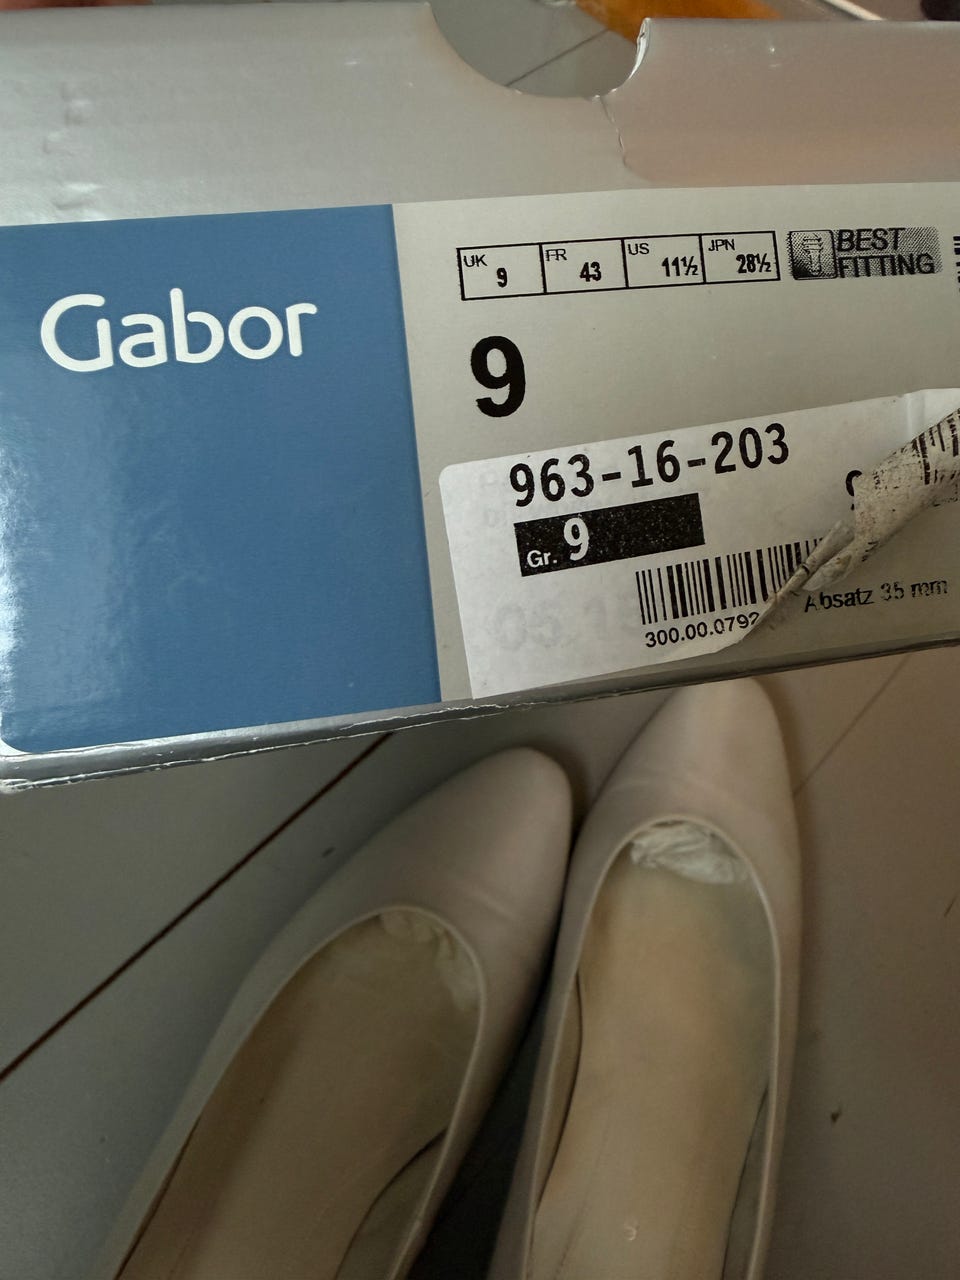 Gabor
UK 9 FR 43 US 11½ JPN 28½
BEST
FITTING
9
963-16-203
Gr. 9
300.00.0792
Absatz 35 mm